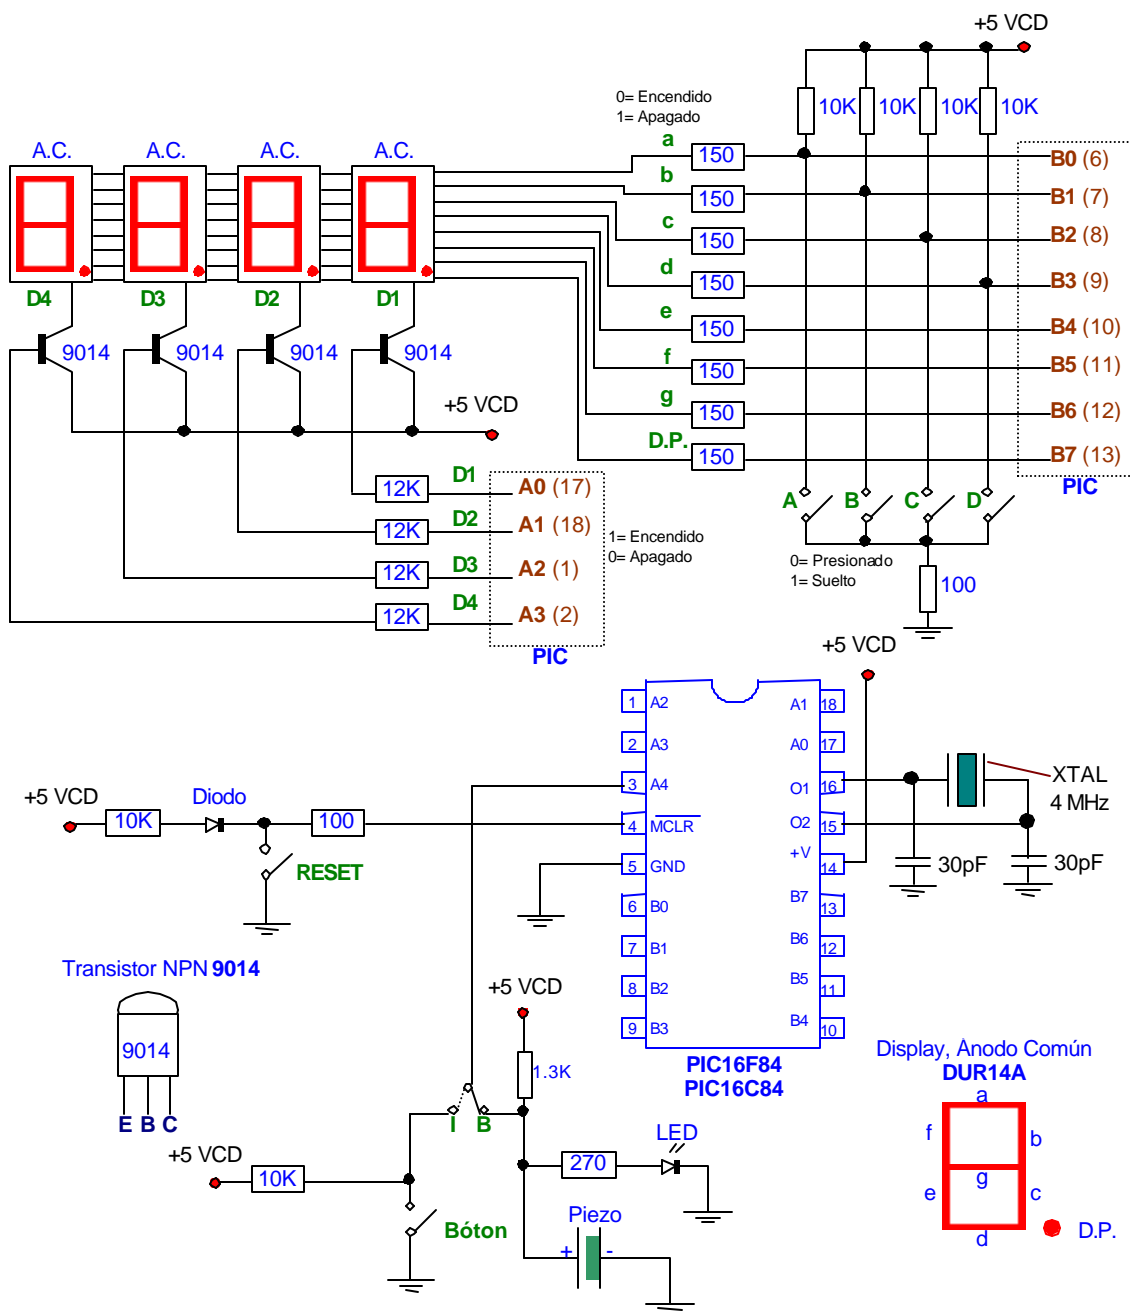 +5 VCD
10K 10K 10K 10K
0= Encendido
1= Apagado
A.C. A.C. A.C. A.C.
D4 D3 D2 D1
9014 9014 9014 9014
+5 VCD
a 150 B0 (6)
b 150 B1 (7)
c 150 B2 (8)
d 150 B3 (9)
e 150 B4 (10)
f 150 B5 (11)
g 150 B6 (12)
D.P. 150 B7 (13)
PIC
A B C D
0= Presionado
1= Suelto
100
12K D1 A0 (17)
12K D2 A1 (18)
12K D3 A2 (1)
12K D4 A3 (2)
PIC
1= Encendido
0= Apagado
+5 VCD
1 A2 A1 18
2 A3 A0 17
3 A4 O1 16
4 MCLR O2 15
5 GND +V 14
6 B0 B7 13
7 B1 B6 12
8 B2 B5 11
9 B3 B4 10
PIC16F84
PIC16C84
XTAL
4 MHz
30pF 30pF
+5 VCD
10K
Diodo
100
RESET
Transistor NPN 9014
9014
E B C
+5 VCD
1.3K
I B
+5 VCD
10K
Bóton
270
LED
Piezo
+ -
Display, Anodo Común
DUR14A
a
f b
g
e c
d
D.P.